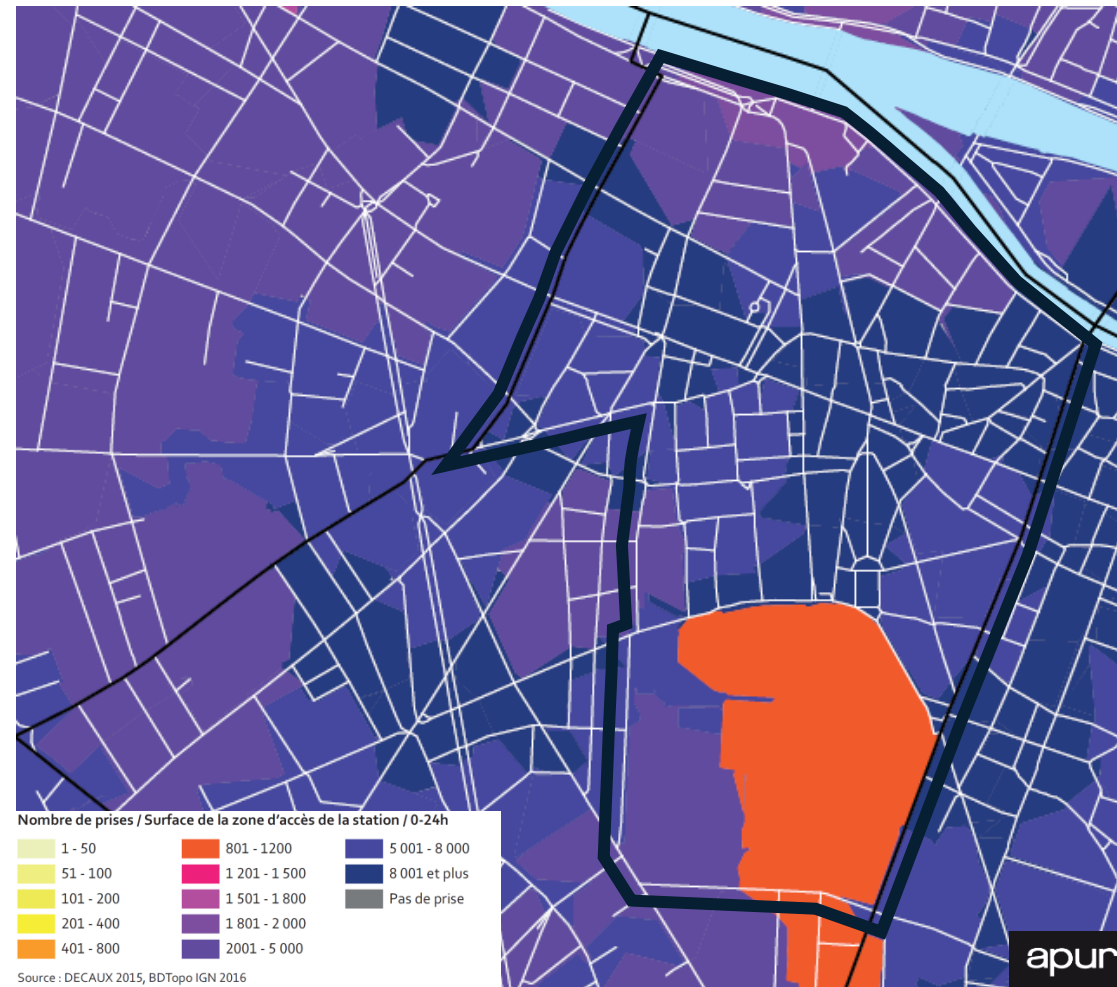 Nombre de prises / Surface de la zone d'accès de la station / 0-24h
1 - 50
51 - 100
101 - 200
201 - 400
401 - 800
801 - 1200
1 201 - 1 500
1 501 - 1 800
1 801 - 2 000
2001 - 5 000
5 001 - 8 000
8 001 et plus
Pas de prise
Source : DECAUX 2015, BDTopo IGN 2016
apur